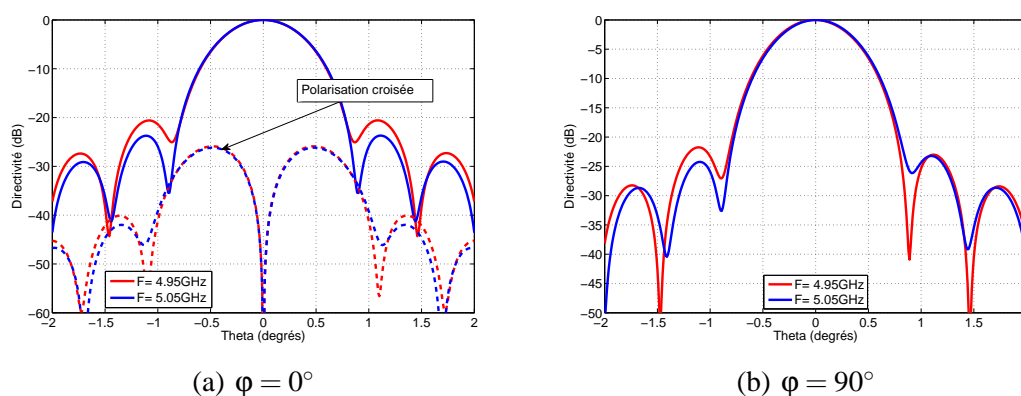 0
−10
−20
−30
−40
−50
−60
Directivité (dB)
Polarisation croisée
F= 4.95GHz
F= 5.05GHz
−2 −1.5 −1 −0.5 0 0.5 1 1.5 2
Theta (degrés)
(a) φ = 0°
0
−5
−10
−15
−20
−25
−30
−35
−40
−45
−50
Directivité (dB)
F= 4.95GHz
F= 5.05GHz
−2 −1.5 −1 −0.5 0 0.5 1 1.5
Theta (degrés)
(b) φ = 90°